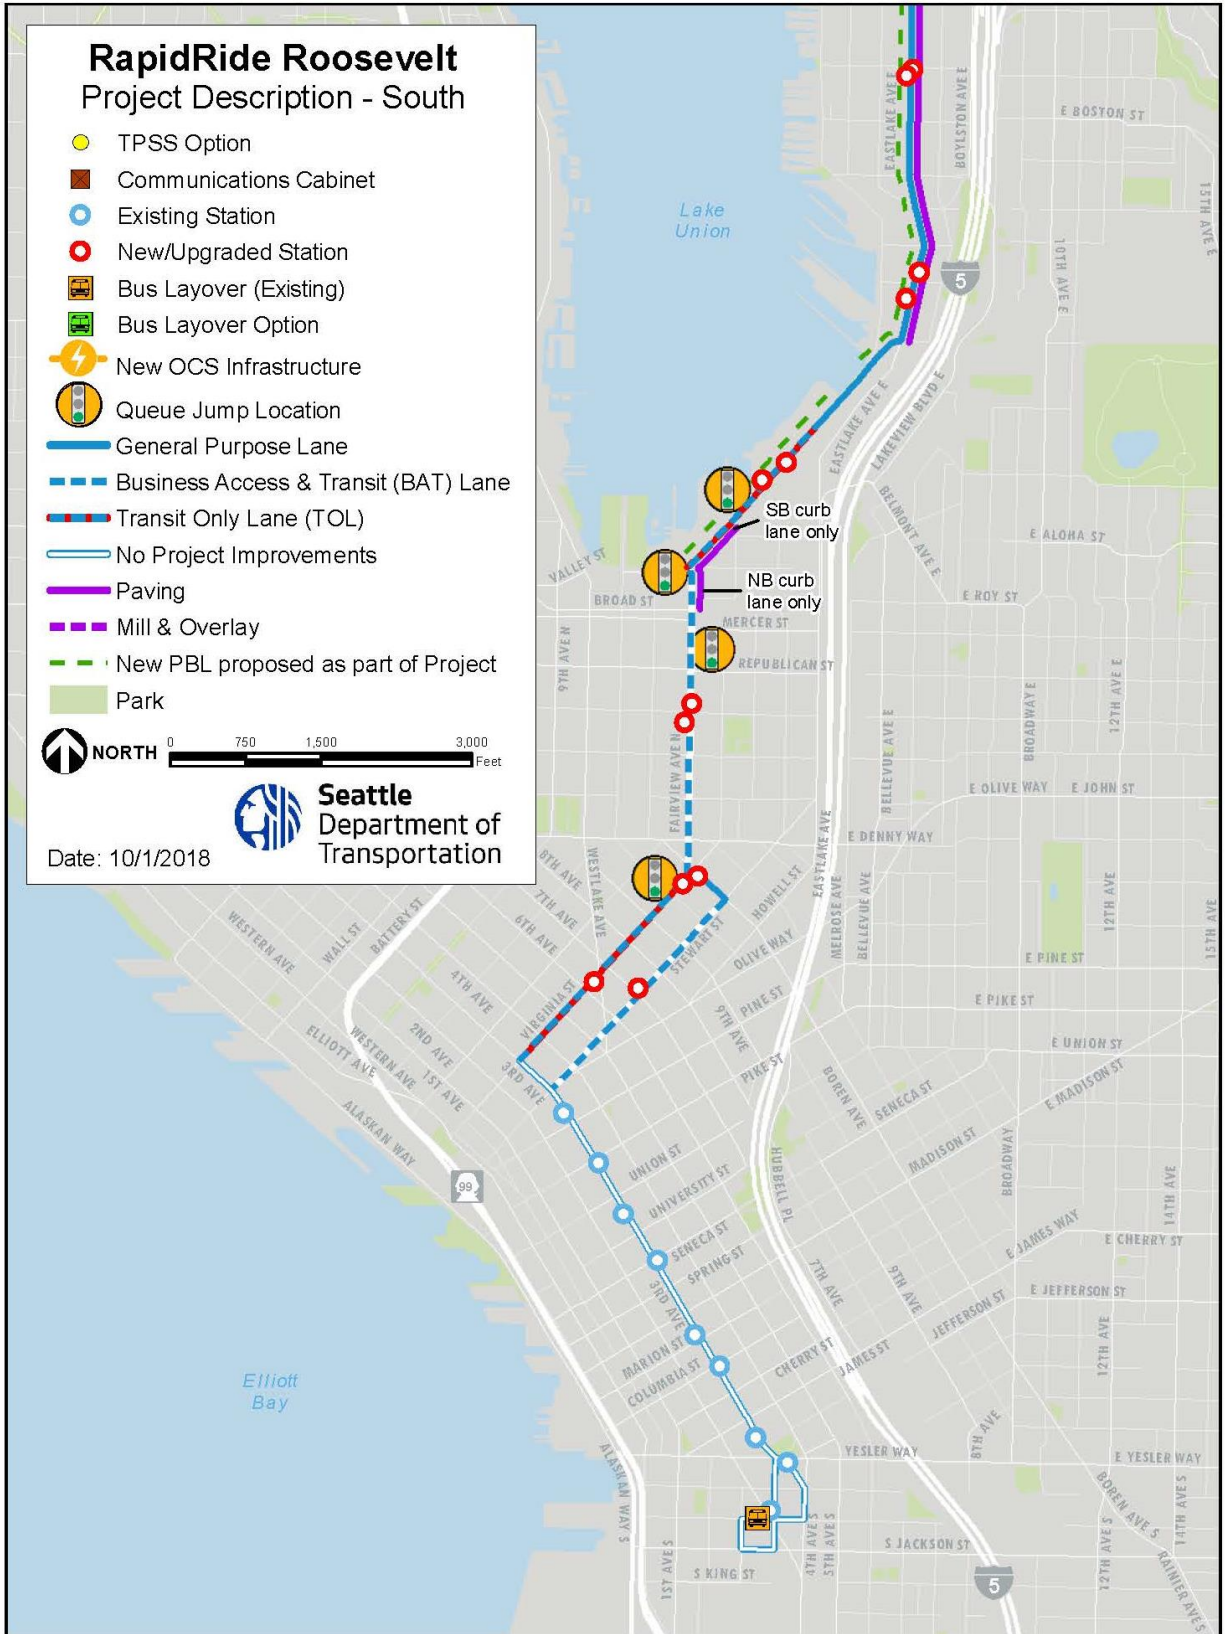 RapidRide Roosevelt
Project Description - South
TPSS Option
Communications Cabinet
Existing Station
New/Upgraded Station
Bus Layover (Existing)
Bus Layover Option
New OCS Infrastructure
Queue Jump Location
General Purpose Lane
Business Access & Transit (BAT) Lane
Transit Only Lane (TOL)
No Project Improvements
Paving
Mill & Overlay
New PBL proposed as part of Project
Park
NORTH
0 750 1,500 3,000
Feet
Seattle
Department of
Transportation
Date: 10/1/2018
EASTLAKE AVE E
BOYLSTON AVE E
E BOSTON ST
15TH AVE E
10TH AVE E
Lake
Union
5
EASTLAKE AVE E
LAKEVIEW BLVD E
BELMONT AVE E
SB curb
lane only
E ALOHA ST
VALLEY ST
NB curb
lane only
BROAD ST
E ROY ST
MERCER ST
9TH AVE N
REPUBLICAN ST
12TH AVE E
BROADWAY E
BELLEVUE AVE E
FAIRVIEW AVE N
E OLIVE WAY
E JOHN ST
E DENNY WAY
EASTLAKE AVE
8TH AVE
7TH AVE
6TH AVE
WESTLAKE AVE
HOWELL ST
MELROSE AVE
BELLEVUE AVE
12TH AVE
15TH AVE
WESTERN AVE
WALL ST
BATTERY ST
STEWART ST
OLIVE WAY
E PINE ST
4TH AVE
VIRGINIA ST
PINE ST
E PIKE ST
ELLIOTT AVE
WESTERN AVE
2ND AVE
1ST AVE
3RD AVE
9TH AVE
PIKE ST
E UNION ST
BOREN AVE
SENECA ST
E MADISON ST
ALASKAN WAY
MADISON ST
BROADWAY
99
UNION ST
UNIVERSITY ST
HUBBELL PL
14TH AVE
SENECA ST
SPRING ST
E JAMES WAY
E CHERRY ST
3RD AVE
7TH AVE
9TH AVE
JEFFERSON ST
E JEFFERSON ST
MARION ST
COLUMBIA ST
CHERRY ST
JAMES ST
12TH AVE
Elliott
Bay
8TH AVE
YESLER WAY
E YESLER WAY
ALASKAN WAY S
BOREN AVE S
14TH AVE S
4TH AVE S
5TH AVE S
12TH AVE S
S JACKSON ST
1ST AVE S
S KING ST
RAINIER AVE S
5